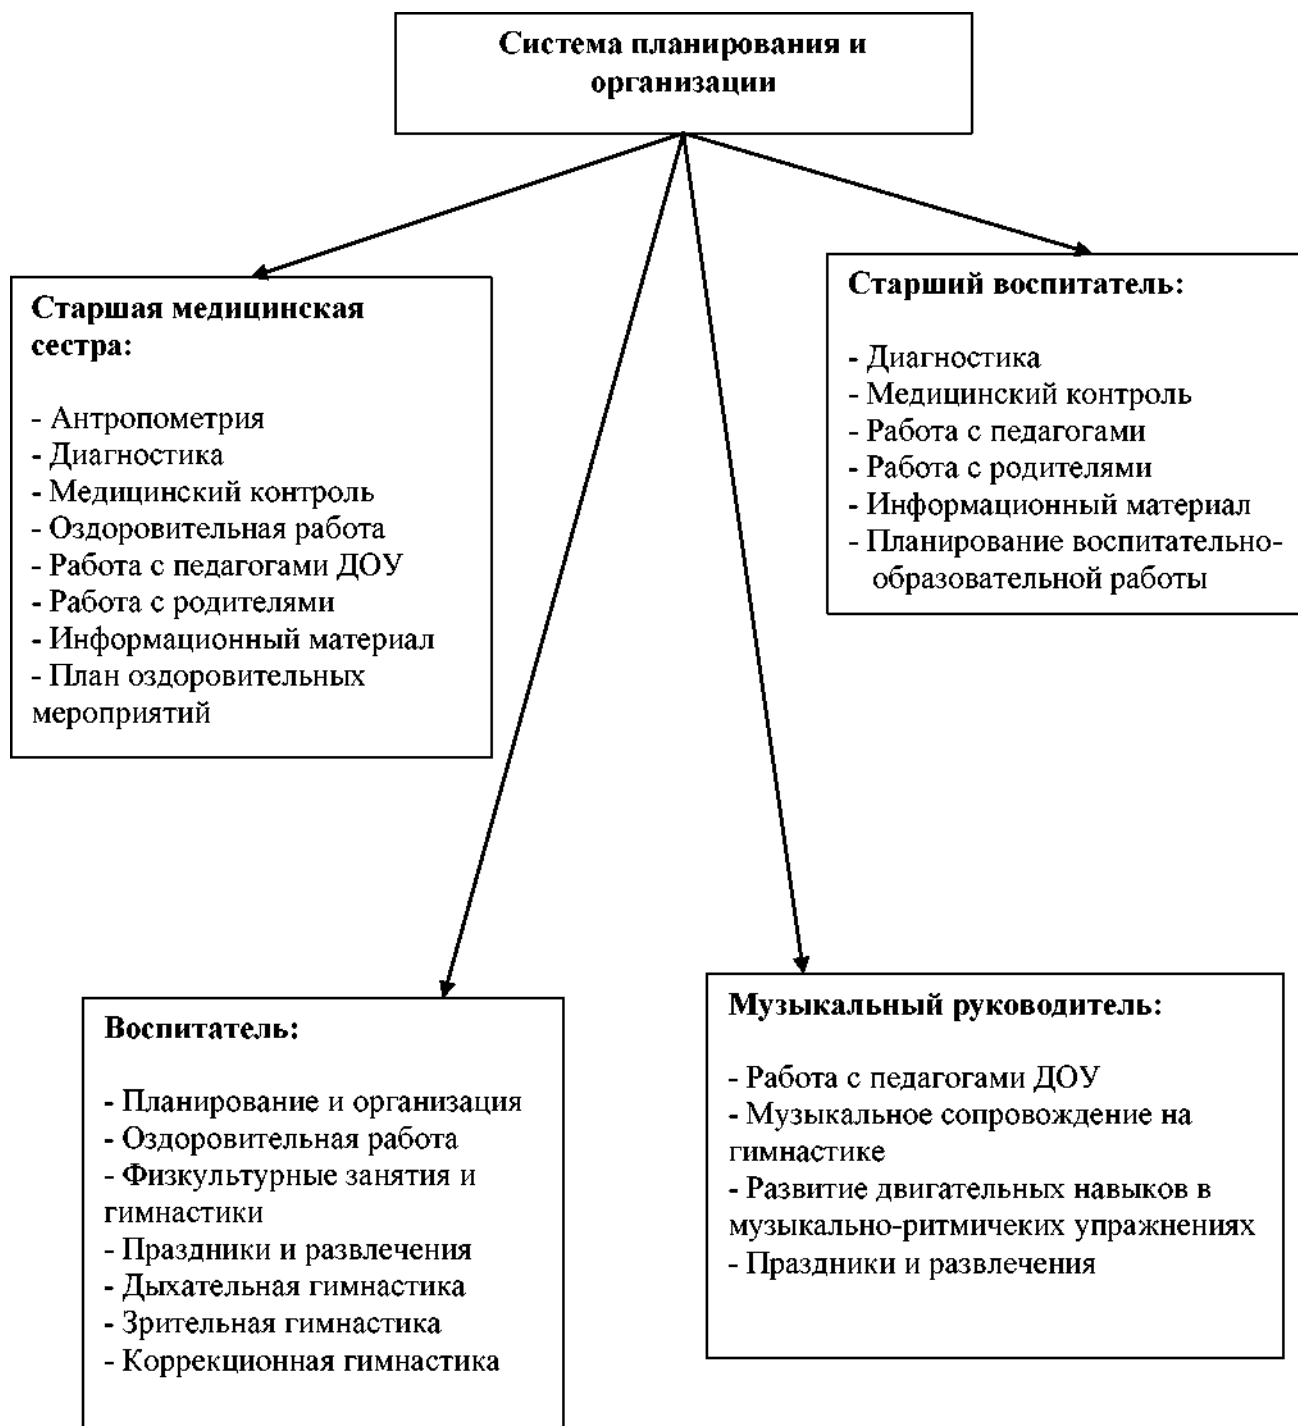 Система планирования и
организации
Старшая медицинская
сестра:
- Антропометрия
- Диагностика
- Медицинский контроль
- Оздоровительная работа
- Работа с педагогами ДОУ
- Работа с родителями
- Информационный материал
- План оздоровительных
мероприятий
Старший воспитатель:
- Диагностика
- Медицинский контроль
- Работа с педагогами
- Работа с родителями
- Информационный материал
- Планирование воспитательно-
образовательной работы
Воспитатель:
- Планирование и организация
- Оздоровительная работа
- Физкультурные занятия и
гимнастики
- Праздники и развлечения
- Дыхательная гимнастика
- Зрительная гимнастика
- Коррекционная гимнастика
Музыкальный руководитель:
- Работа с педагогами ДОУ
- Музыкальное сопровождение на
гимнастике
- Развитие двигательных навыков в
музыкально-ритмичеких упражнениях
- Праздники и развлечения